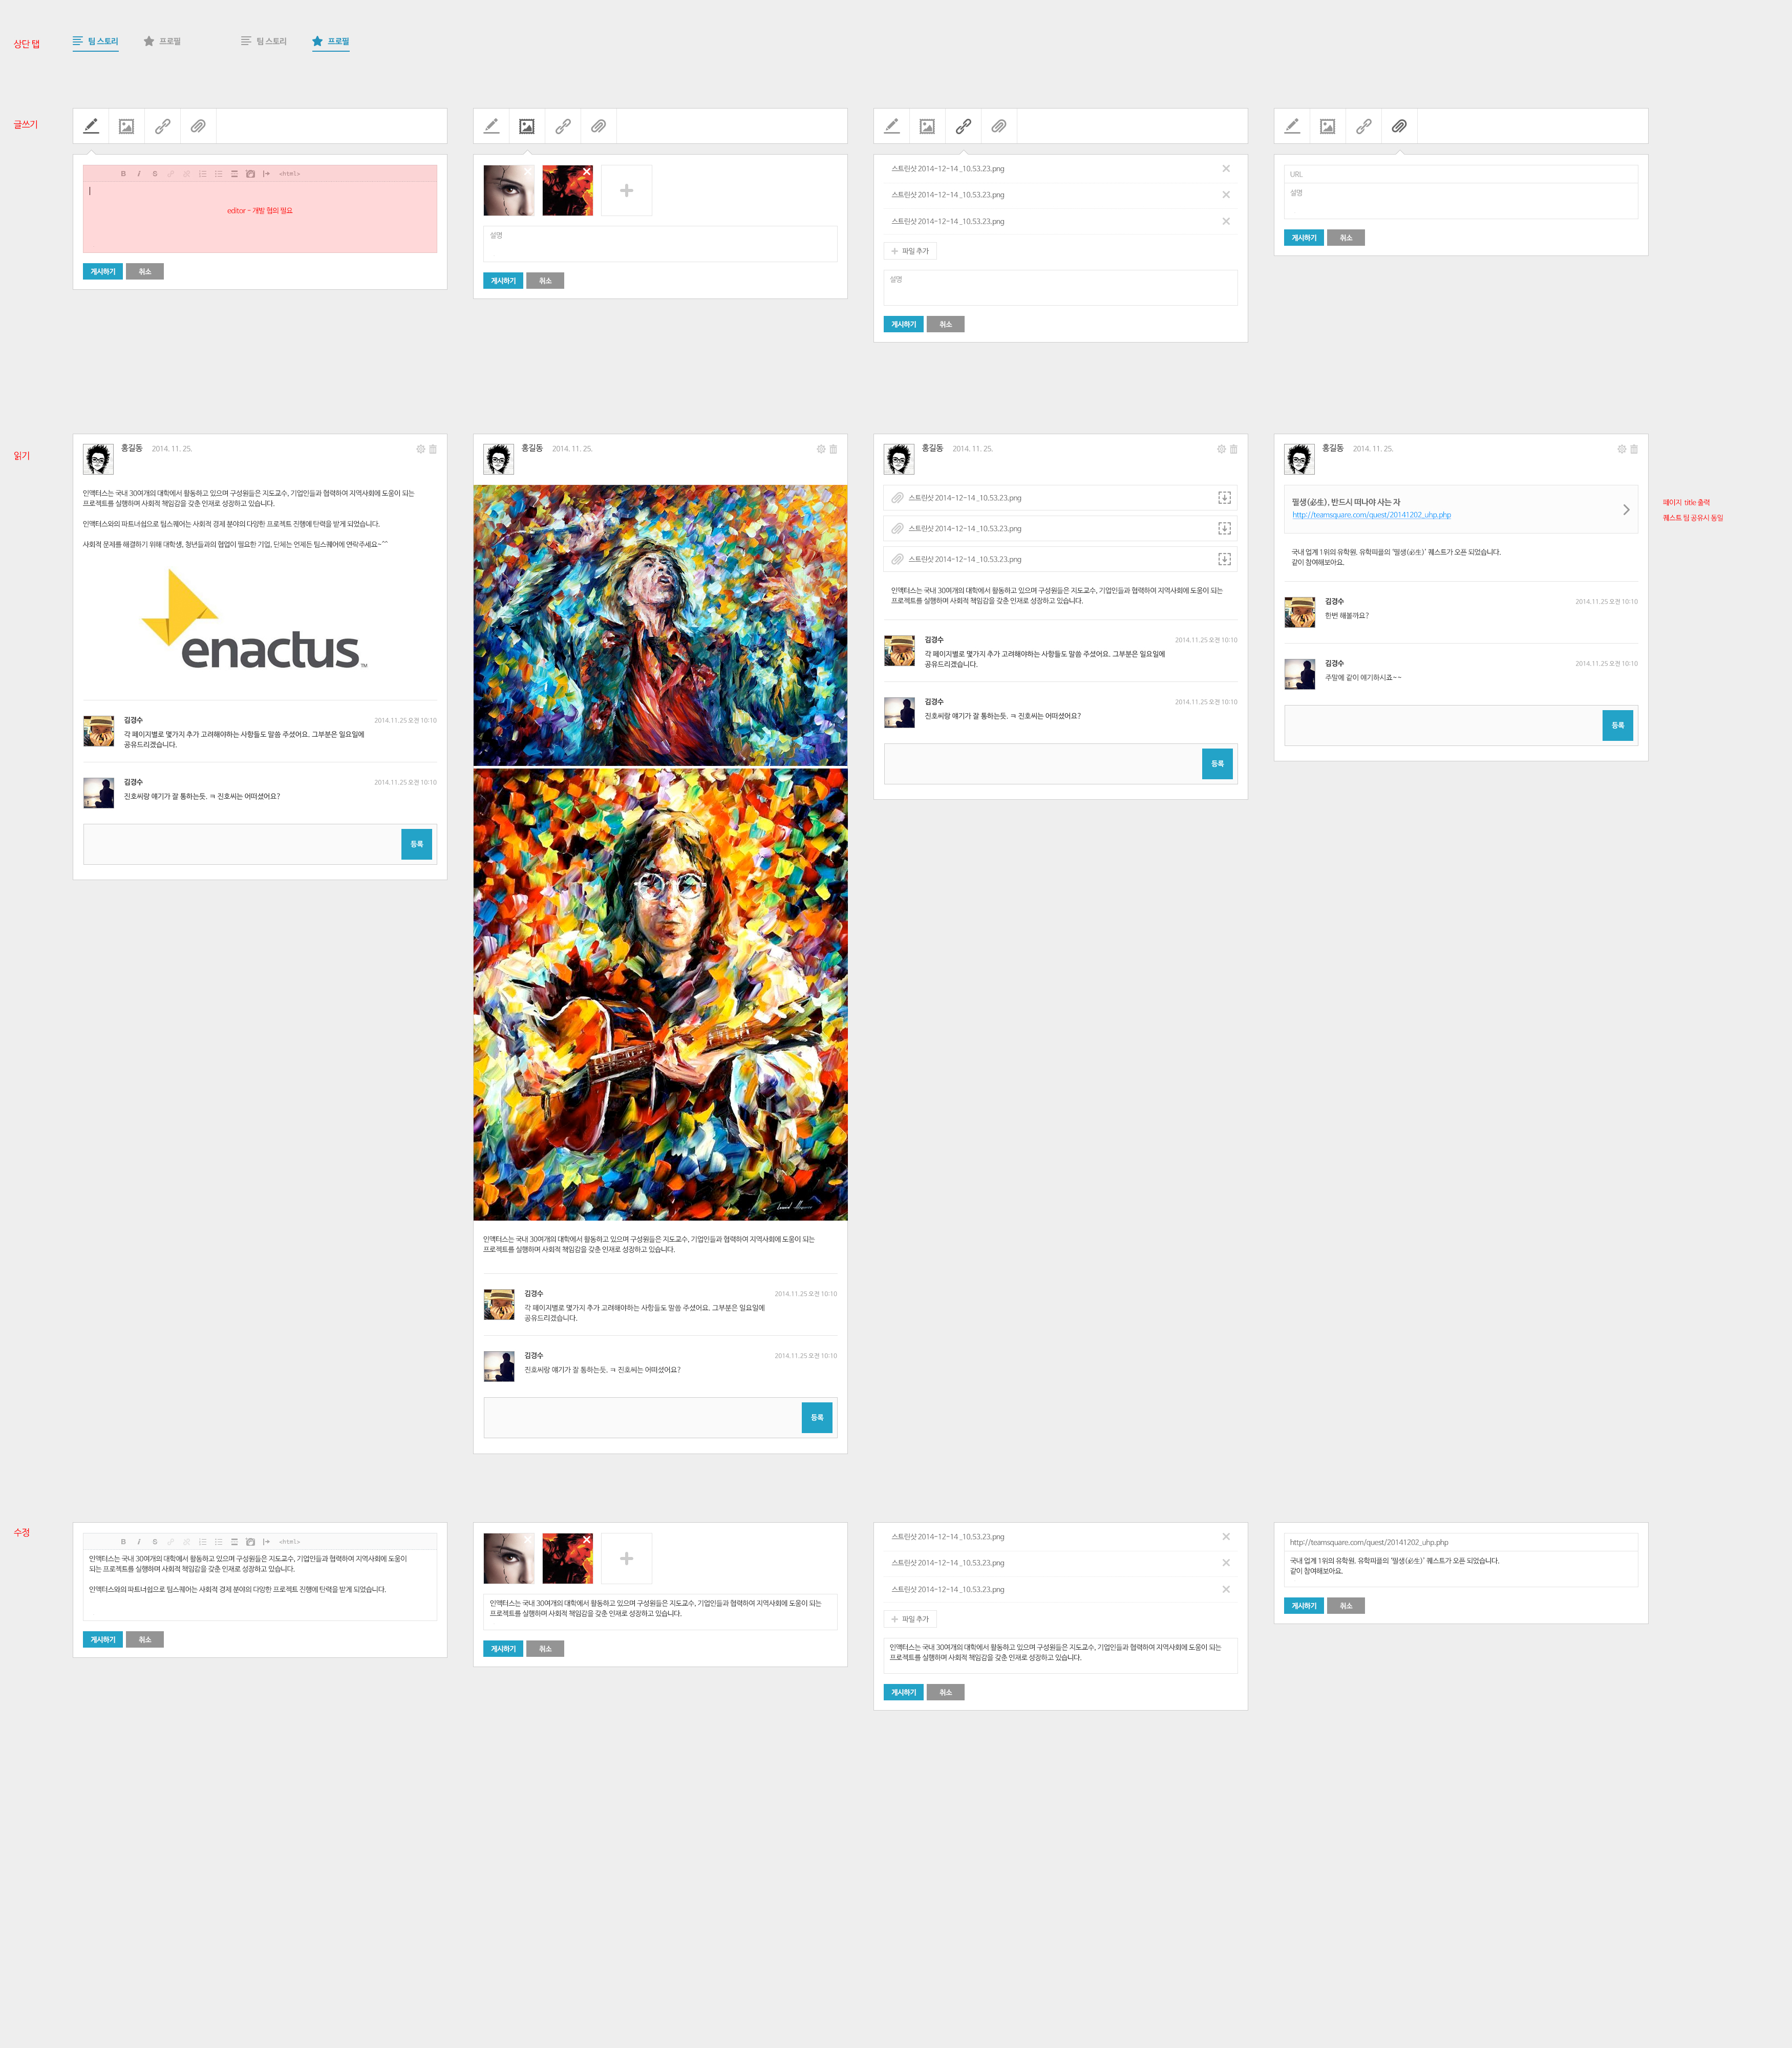 상단 탭
팀 스토리
프로필
팀 스토리
프로필
글쓰기
B I S <html>
editor - 개발 협의 필요
게시하기 취소
설명
게시하기 취소
스트린샷 2014-12-14 _10.53.23.png
스트린샷 2014-12-14 _10.53.23.png
스트린샷 2014-12-14 _10.53.23.png
파일 추가
설명
게시하기 취소
URL
설명
게시하기 취소
읽기
홍길동 2014. 11. 25.
인액터스는 국내 30여개의 대학에서 활동하고 있으며 구성원들은 지도교수, 기업인들과 협력하여 지역사회에 도움이 되는
프로젝트를 실행하며 사회적 책임감을 갖춘 인재로 성장하고 있습니다.
인액터스와의 파트너쉽으로 팀스퀘어는 사회적 경제 분야의 다양한 프로젝트 진행에 탄력을 받게 되었습니다.
사회적 문제를 해결하기 위해 대학생, 청년들과의 협업이 필요한 기업, 단체는 언제든 팀스퀘어에 연락주세요~^^
enactus TM
김경수 2014.11.25 오전 10:10
각 페이지별로 몇가지 추가 고려해야하는 사항들도 말씀 주셨어요. 그부분은 일요일에
공유드리겠습니다.
김경수 2014.11.25 오전 10:10
진호씨랑 얘기가 잘 통하는듯. ㅋ 진호씨는 어떠셨어요?
등록
홍길동 2014. 11. 25.
인액터스는 국내 30여개의 대학에서 활동하고 있으며 구성원들은 지도교수, 기업인들과 협력하여 지역사회에 도움이 되는
프로젝트를 실행하며 사회적 책임감을 갖춘 인재로 성장하고 있습니다.
김경수 2014.11.25 오전 10:10
각 페이지별로 몇가지 추가 고려해야하는 사항들도 말씀 주셨어요. 그부분은 일요일에
공유드리겠습니다.
김경수 2014.11.25 오전 10:10
진호씨랑 얘기가 잘 통하는듯. ㅋ 진호씨는 어떠셨어요?
등록
홍길동 2014. 11. 25.
스트린샷 2014-12-14 _10.53.23.png
스트린샷 2014-12-14 _10.53.23.png
스트린샷 2014-12-14 _10.53.23.png
인액터스는 국내 30여개의 대학에서 활동하고 있으며 구성원들은 지도교수, 기업인들과 협력하여 지역사회에 도움이 되는
프로젝트를 실행하며 사회적 책임감을 갖춘 인재로 성장하고 있습니다.
김경수 2014.11.25 오전 10:10
각 페이지별로 몇가지 추가 고려해야하는 사항들도 말씀 주셨어요. 그부분은 일요일에
공유드리겠습니다.
김경수 2014.11.25 오전 10:10
진호씨랑 얘기가 잘 통하는듯. ㅋ 진호씨는 어떠셨어요?
등록
홍길동 2014. 11. 25.
필생(必生), 반드시 떠나야 사는 자
http://teamsquare.com/quest/20141202_uhp.php
국내 업계 1위의 유학원. 유학피플의 '필생(必生)' 퀘스트가 오픈 되었습니다.
같이 참여해보아요.
김경수 2014.11.25 오전 10:10
한번 해볼까요?
김경수 2014.11.25 오전 10:10
주말에 같이 얘기하시죠~~
등록
페이지 title 출력
퀘스트 팀 공유시 동일
수정
B I S <html>
인액터스는 국내 30여개의 대학에서 활동하고 있으며 구성원들은 지도교수, 기업인들과 협력하여 지역사회에 도움이
되는 프로젝트를 실행하며 사회적 책임감을 갖춘 인재로 성장하고 있습니다.
인액터스와의 파트너쉽으로 팀스퀘어는 사회적 경제 분야의 다양한 프로젝트 진행에 탄력을 받게 되었습니다.
게시하기 취소
인액터스는 국내 30여개의 대학에서 활동하고 있으며 구성원들은 지도교수, 기업인들과 협력하여 지역사회에 도움이 되는
프로젝트를 실행하며 사회적 책임감을 갖춘 인재로 성장하고 있습니다.
게시하기 취소
스트린샷 2014-12-14 _10.53.23.png
스트린샷 2014-12-14 _10.53.23.png
스트린샷 2014-12-14 _10.53.23.png
파일 추가
인액터스는 국내 30여개의 대학에서 활동하고 있으며 구성원들은 지도교수, 기업인들과 협력하여 지역사회에 도움이 되는
프로젝트를 실행하며 사회적 책임감을 갖춘 인재로 성장하고 있습니다.
게시하기 취소
http://teamsquare.com/quest/20141202_uhp.php
국내 업계 1위의 유학원. 유학피플의 '필생(必生)' 퀘스트가 오픈 되었습니다.
같이 참여해보아요.
게시하기 취소